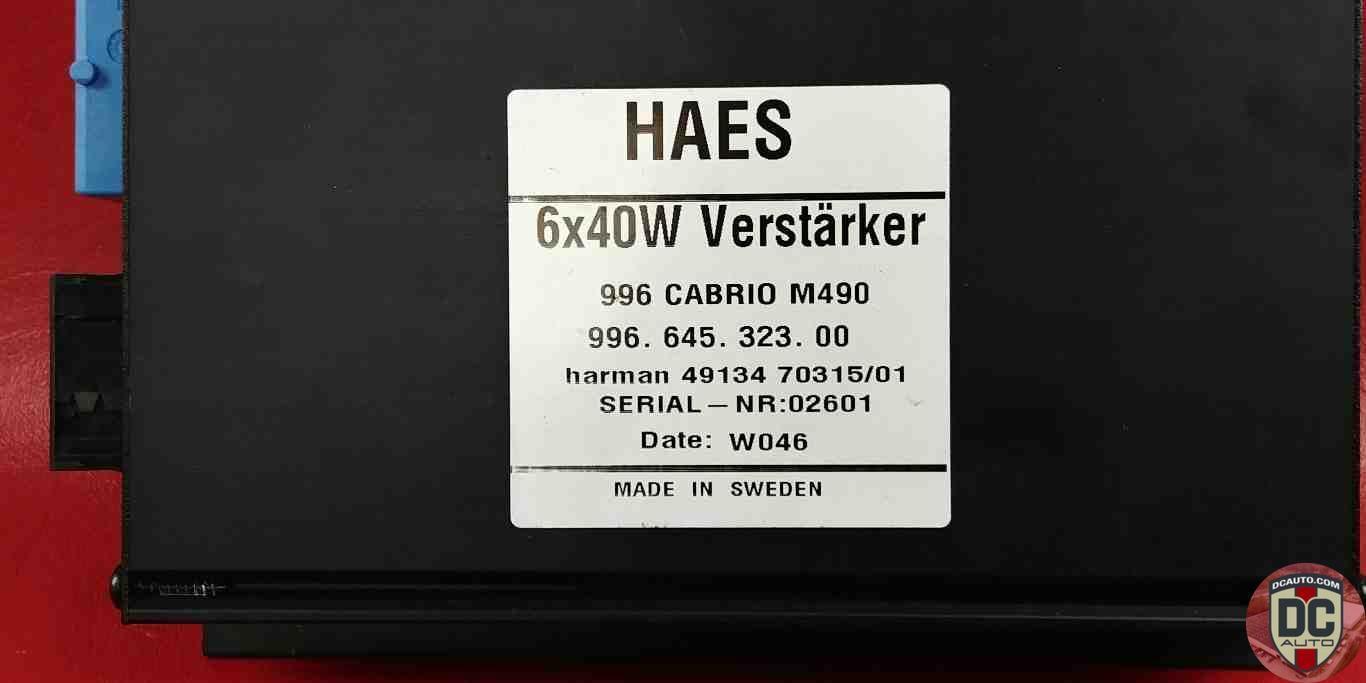 HAES
6x40W Verstärker
996 CABRIO M490
996. 645. 323. 00
harman 49134 70315/01
SERIAL – NR:02601
Date: W046
MADE IN SWEDEN
DCAUTO.COM
DC
AUTO